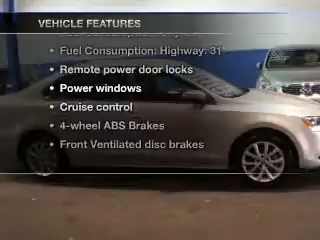 VEHICLE FEATURES
Fuel Consumption: Highway: 31
Remote power door locks
Power windows
Cruise control
4-wheel ABS Brakes
Front Ventilated disc brakes